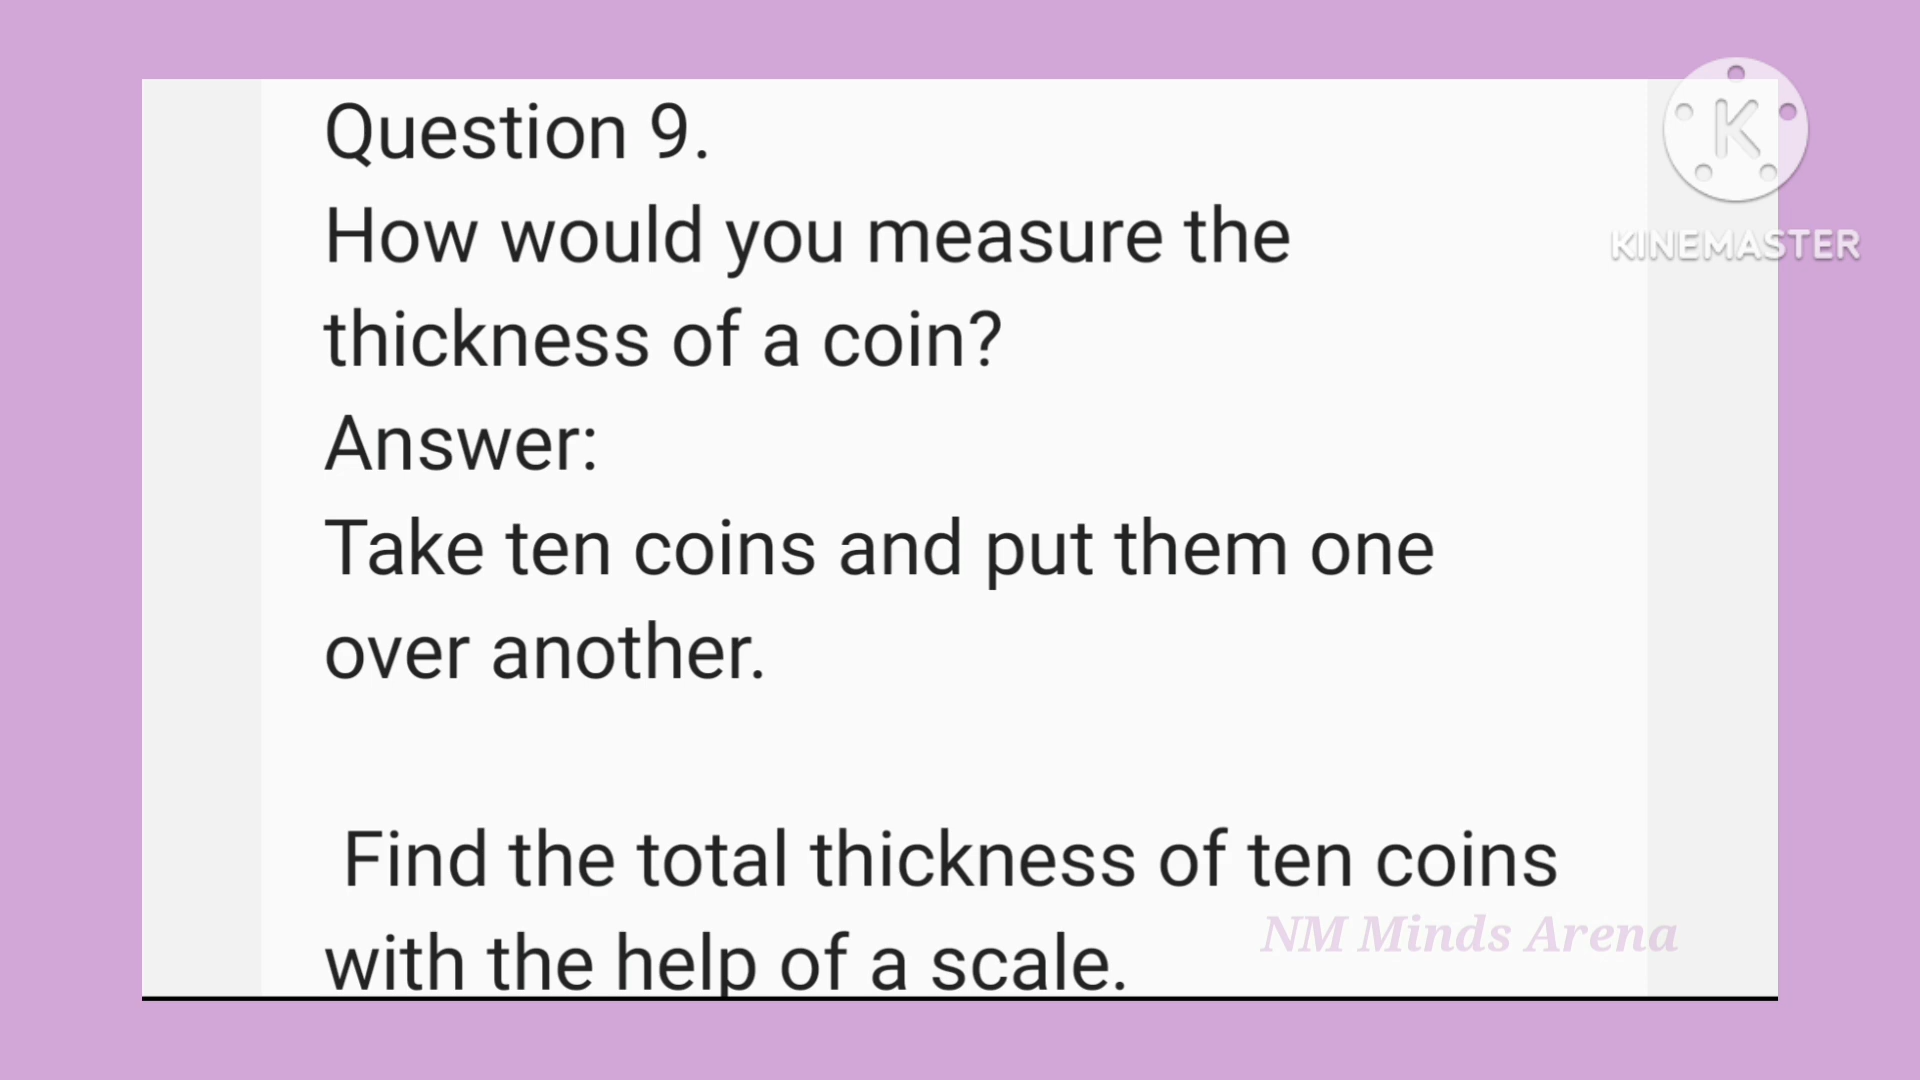 Question 9.
How would you measure the
thickness of a coin?
Answer:
Take ten coins and put them one
over another.
Find the total thickness of ten coins
with the help of a scale.
K
KINEMASTER
NM Minds Arena